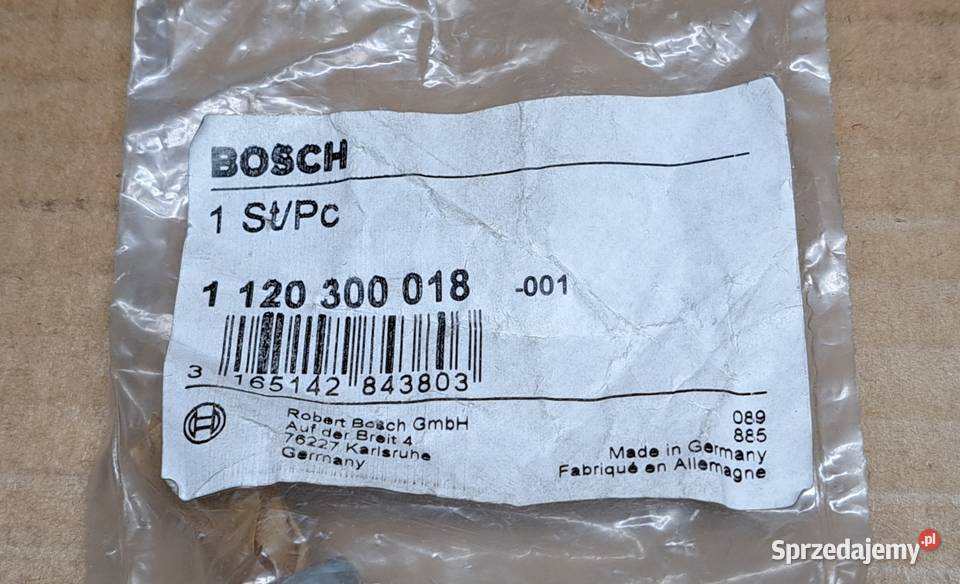 BOSCH
1 St/Pc
1 120 300 018 -001
3 165142 843803
Robert Bosch GmbH
Auf der Breit 4
76227 Karlsruhe
Germany
089
885
Made in Germany
Fabriqué en Allemagne
Sprzedajemy.pl